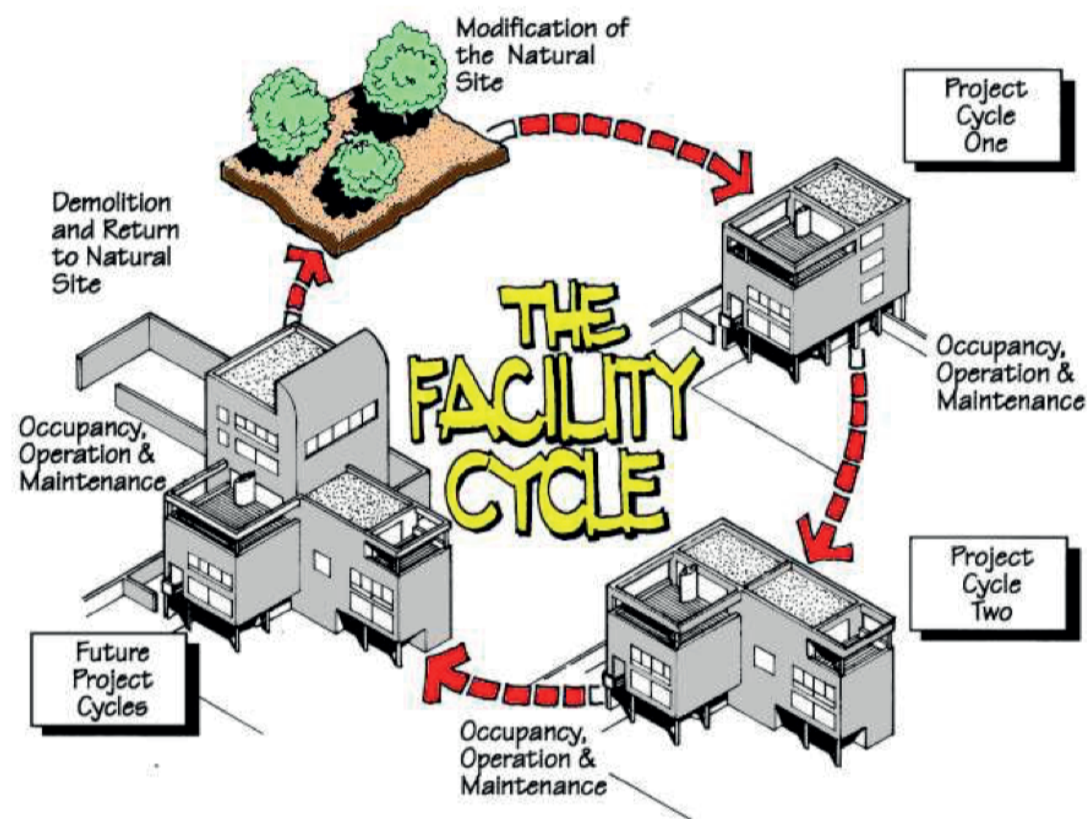 Modification of
the Natural
Site
Project
Cycle
One
Demolition
and Return
to Natural
Site
THE
FACILITY
CYCLE
Occupancy,
Operation &
Maintenance
Occupancy,
Operation &
Maintenance
Project
Cycle
Two
Future
Project
Cycles
Occupancy,
Operation &
Maintenance